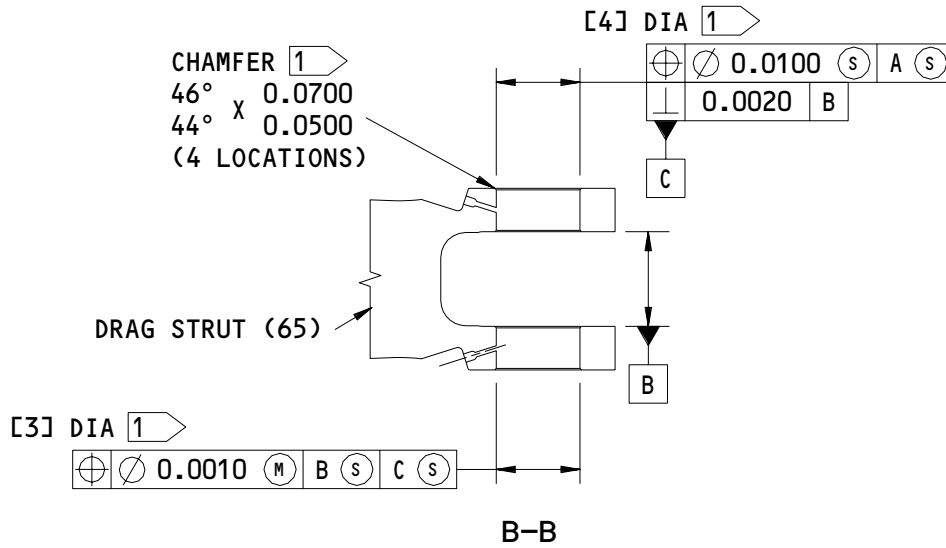 [4] DIA 1
⌖ ⌀ 0.0100 Ⓢ A Ⓢ
⟂ 0.0020 B
C
CHAMFER 1
46° X 0.0700
44° 0.0500
(4 LOCATIONS)
DRAG STRUT (65)
B
[3] DIA 1
⌖ ⌀ 0.0010 Ⓜ B Ⓢ C Ⓢ
B-B